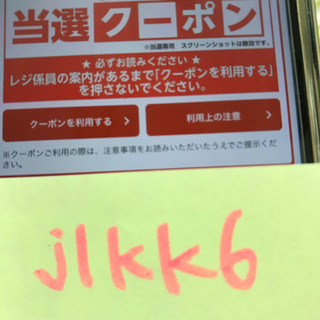 当選クーポン
※当選専用 スクリーンショットは無効です。
★ 必ずお読みください ★
レジ係員の案内があるまで「クーポンを利用する」
を押さないでください。
クーポンを利用する 利用上の注意
※クーポンご利用の際は、注意事項をお読みいただいたうえでご提示くだ
さい。
jlkk6